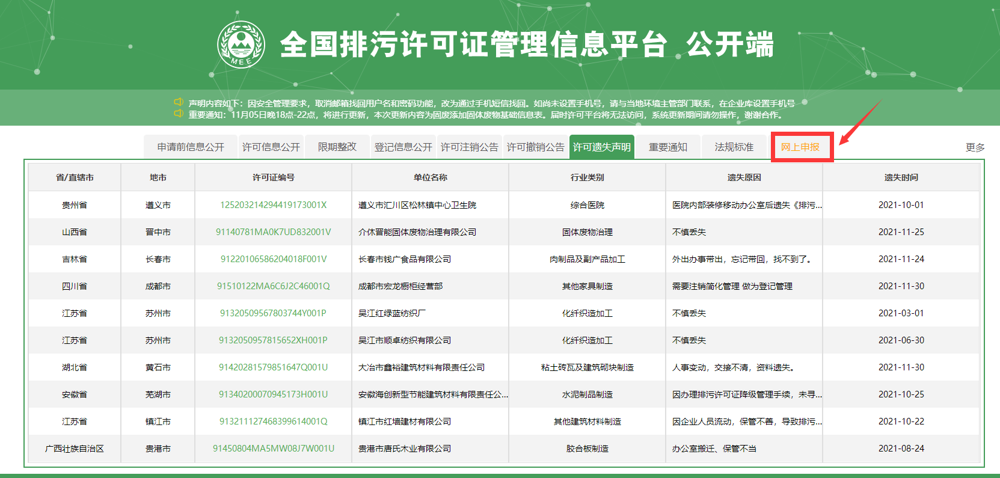 MEE
全国排污许可证管理信息平台 公开端
声明内容如下：因安全管理要求，取消邮箱找回用户名和密码功能，改为通过手机短信找回。如尚未设置手机号，请与当地环境主管部门联系，在企业库设置手机号
重要通知：11月05日晚18点-22点，将进行更新，本次更新内容为固废添加固体废物基础信息表。届时许可平台将无法访问，系统更新期间请勿操作，谢谢合作。
申请前信息公开 许可信息公开 限期整改 登记信息公开 许可注销公告 许可撤销公告 许可遗失声明 重要通知 法规标准 网上申报 更多
省/直辖市 地市 许可证编号 单位名称 行业类别 遗失原因 遗失时间
贵州省 遵义市 125203214294419173001X 遵义市汇川区松林镇中心卫生院 综合医院 医院内部装修移动办公室后遗失《排污... 2021-10-01
山西省 晋中市 91140781MA0K7UD832001V 介休晋能固体废物治理有限公司 固体废物治理 不慎丢失 2021-11-25
吉林省 长春市 91220106586204018F001V 长春市钱广食品有限公司 肉制品及副产品加工 外出办事带出，忘记带回，找不到了。 2021-11-24
四川省 成都市 91510122MA6C6J2C46001Q 成都市宏龙橱柜经营部 其他家具制造 需要注销简化管理 做为登记管理 2021-11-30
江苏省 苏州市 91320509567803744Y001P 吴江红绿蓝纺织厂 化纤织造加工 不慎丢失 2021-03-01
江苏省 苏州市 9132050957815652XH001P 吴江市顺卓纺织有限公司 化纤织造加工 不慎丢失 2021-06-30
湖北省 黄石市 91420281579851647Q001U 大冶市鑫裕建筑材料有限责任公司 粘土砖瓦及建筑砌块制造 人事变动，交接不清，资料遗失。 2021-11-30
安徽省 芜湖市 91340200070945173H001U 安徽海创新型节能建筑材料有限责任公... 水泥制品制造 因办理排污许可证降级管理手续，未寻... 2021-10-25
江苏省 镇江市 913211127468399614001Q 镇江市红墙建材有限公司 其他建筑材料制造 因企业人员流动，保管不善，导致排污... 2021-10-22
广西壮族自治区 贵港市 91450804MA5MW08J7W001U 贵港市唐氏木业有限公司 胶合板制造 办公室搬迁、保管不当 2021-08-24